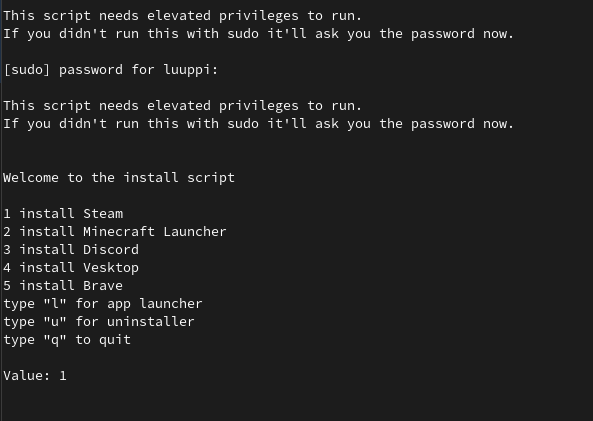 This script needs elevated privileges to run.
If you didn't run this with sudo it'll ask you the password now.
[sudo] password for luuppi:
This script needs elevated privileges to run.
If you didn't run this with sudo it'll ask you the password now.
Welcome to the install script
1 install Steam
2 install Minecraft Launcher
3 install Discord
4 install Vesktop
5 install Brave
type "l" for app launcher
type "u" for uninstaller
type "q" to quit
Value: 1